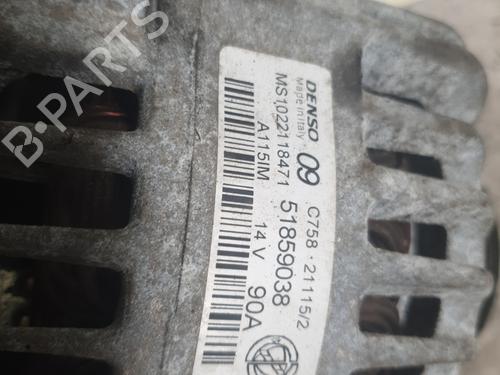 DENSO 09 C758 · 21115/2
Made in Italy
MS1022118471 51859038
A115IM 14 V 90A
B-PARTS